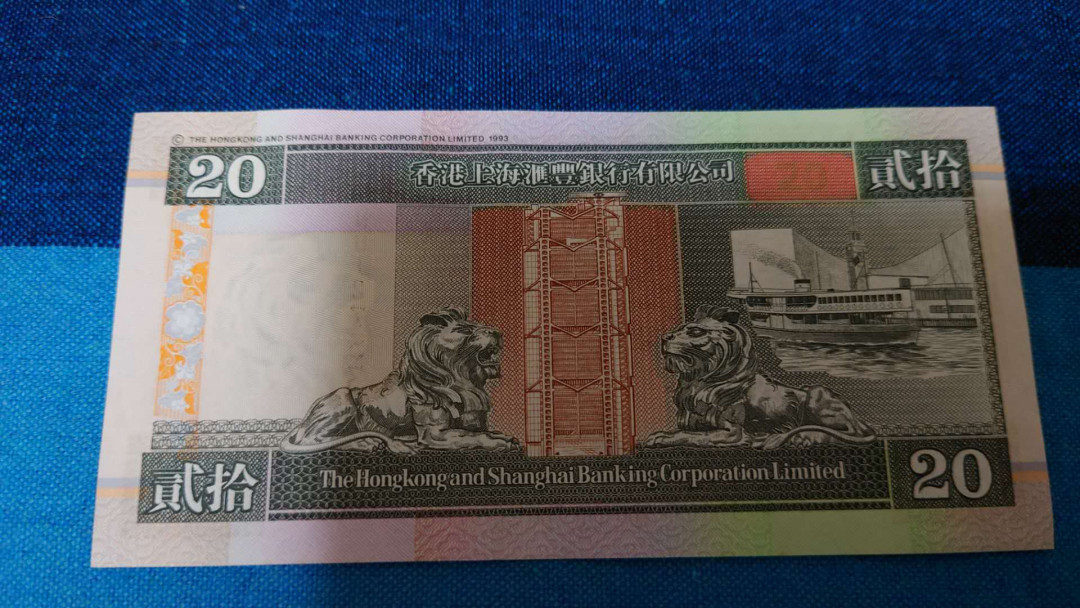 © THE HONGKONG AND SHANGHAI BANKING CORPORATION LIMITED 1993
20
香港上海滙豐銀行有限公司
20
貳拾
貳拾
The Hongkong and Shanghai Banking Corporation Limited
20